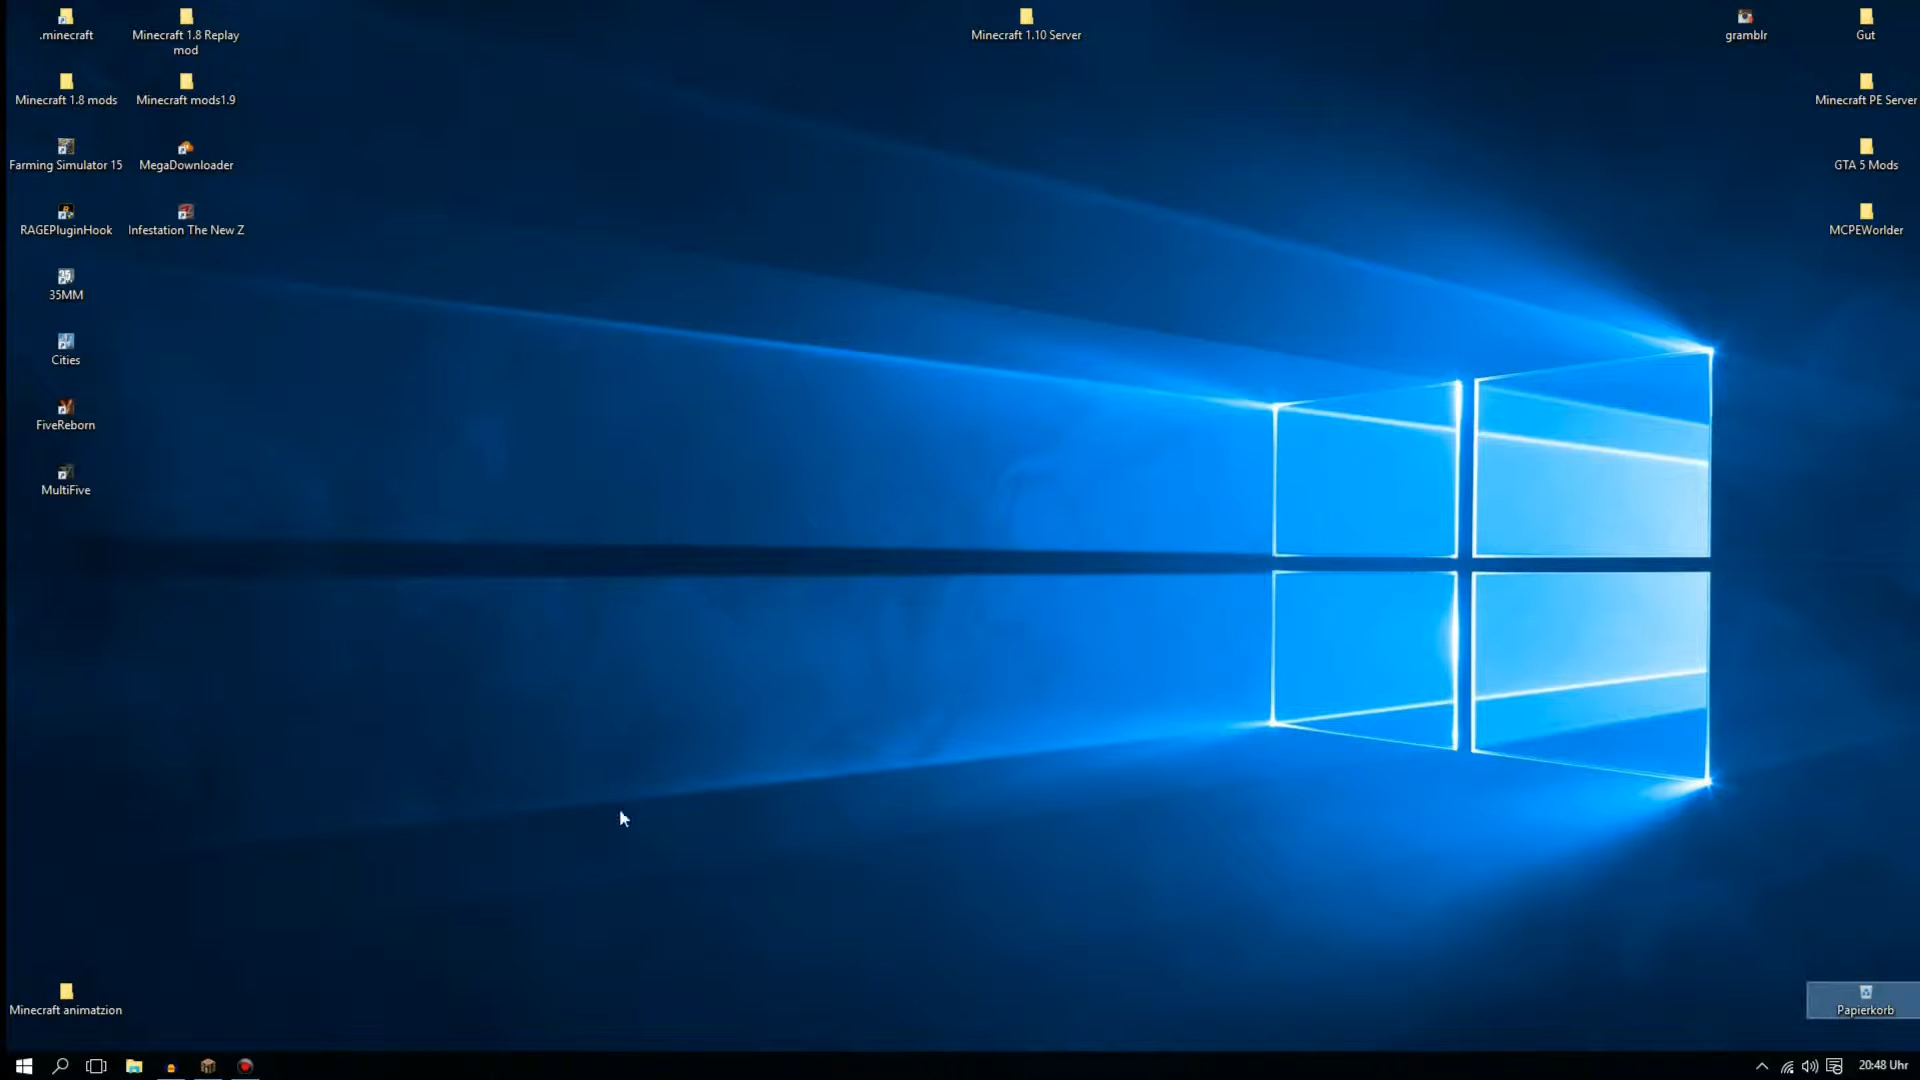 .minecraft
Minecraft 1.8 Replay
mod
Minecraft 1.10 Server
gramblr
Gut
Minecraft 1.8 mods
Minecraft mods1.9
Minecraft PE Server
Farming Simulator 15
MegaDownloader
GTA 5 Mods
RAGEPluginHook
Infestation The New Z
MCPEWorlder
35MM
Cities
FiveReborn
MultiFive
Minecraft animatzion
Papierkorb
20:48 Uhr